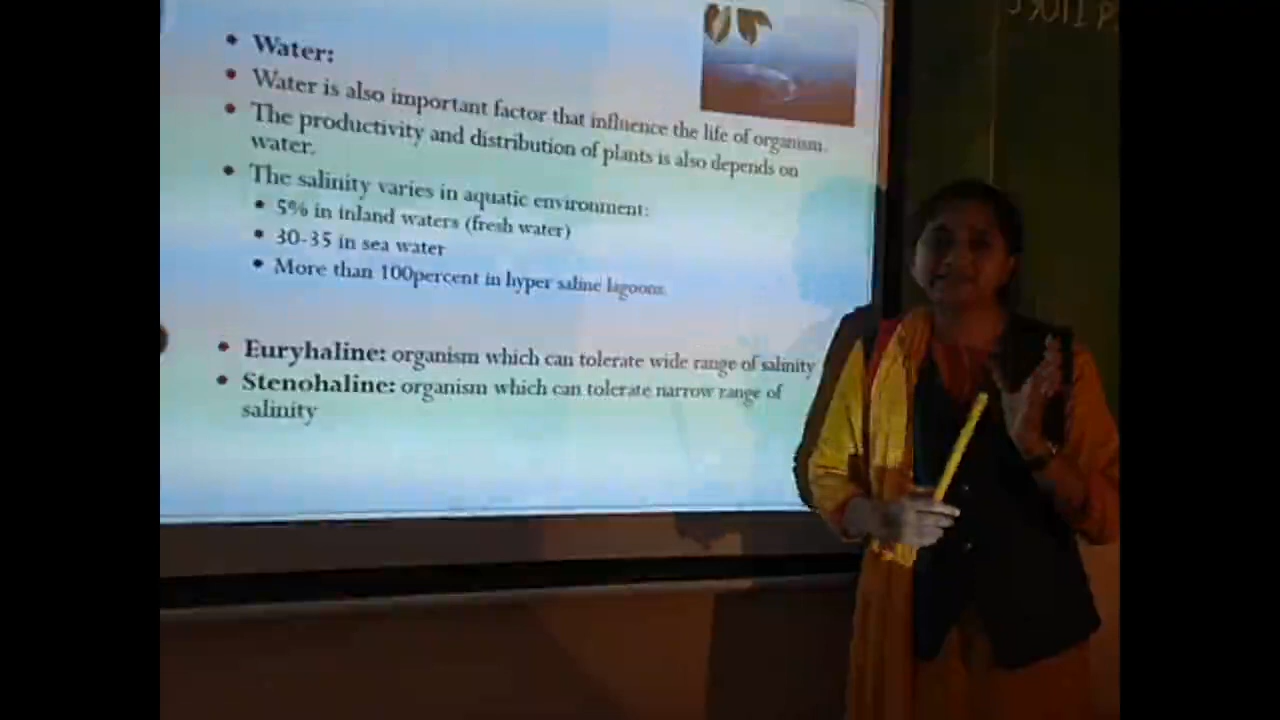 • Water:
• Water is also important factor that influence the life of organism.
• The productivity and distribution of plants is also depends on
water.
• The salinity varies in aquatic environment:
• 5% in inland waters (fresh water)
• 30-35 in sea water
• More than 100percent in hyper saline lagoons.
• Euryhaline: organism which can tolerate wide range of salinity
• Stenohaline: organism which can tolerate narrow range of
salinity